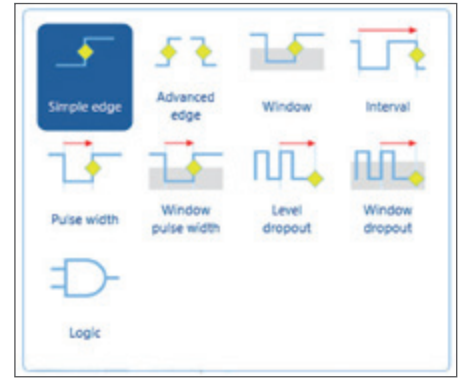 Simple edge
Advanced
edge
Window
Interval
Pulse width
Window
pulse width
Level
dropout
Window
dropout
Logic